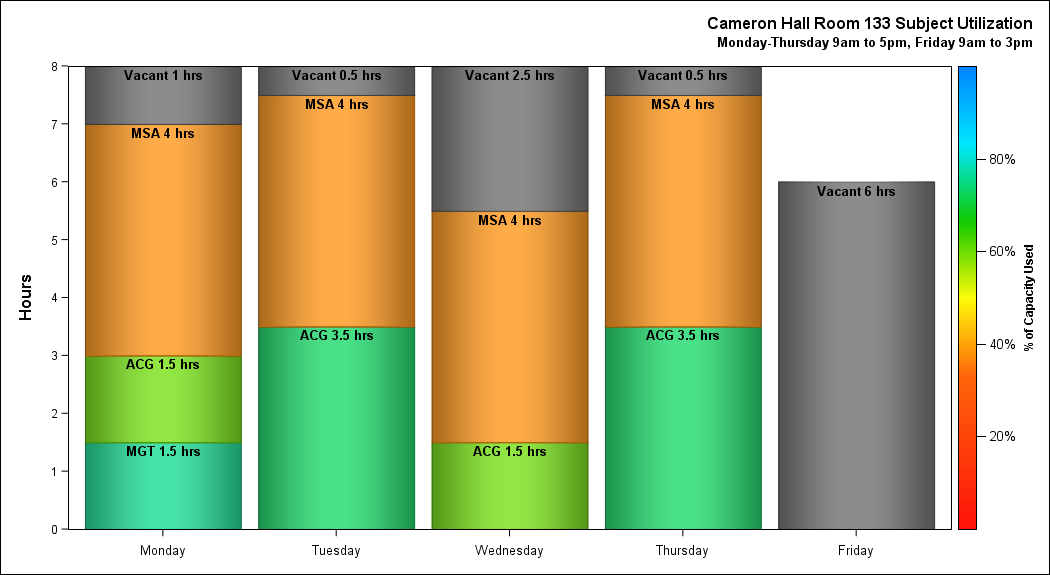 Cameron Hall Room 133 Subject Utilization
Monday-Thursday 9am to 5pm, Friday 9am to 3pm
Hours
8
7
6
5
4
3
2
1
0
Vacant 1 hrs
MSA 4 hrs
ACG 1.5 hrs
MGT 1.5 hrs
Vacant 0.5 hrs
MSA 4 hrs
ACG 3.5 hrs
Vacant 2.5 hrs
MSA 4 hrs
ACG 1.5 hrs
Vacant 0.5 hrs
MSA 4 hrs
ACG 3.5 hrs
Vacant 6 hrs
Monday
Tuesday
Wednesday
Thursday
Friday
80%
60%
40%
20%
% of Capacity Used